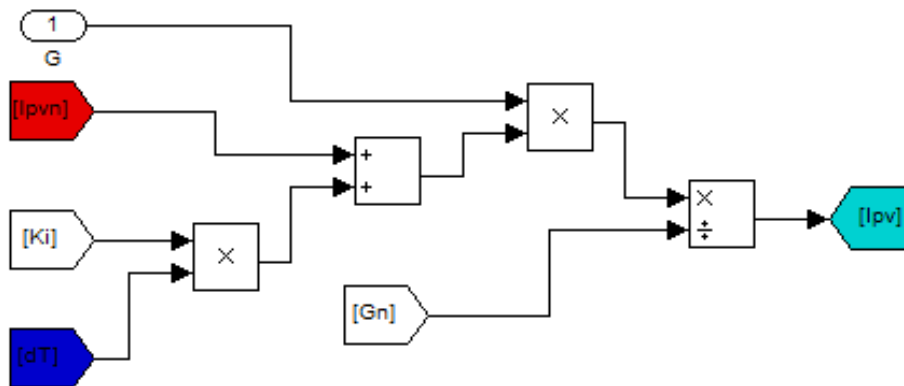 1
G
[Ipvn]
+
+
×
[Ki]
×
[dT]
[Gn]
×
÷
[Ipv]